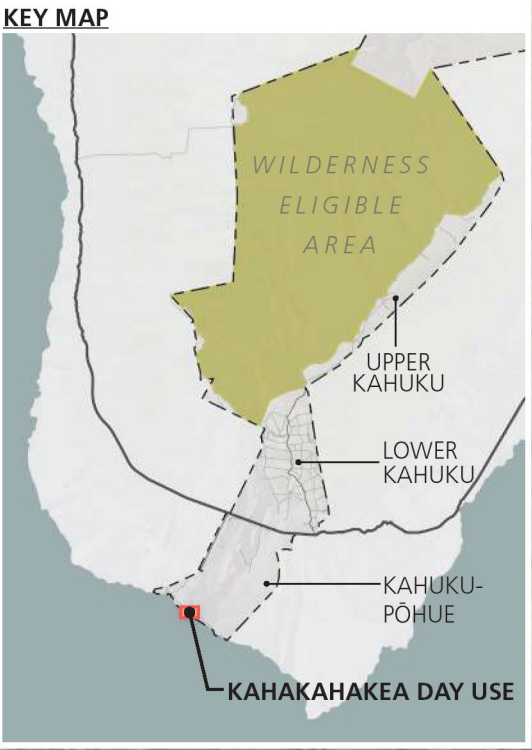 KEY MAP
WILDERNESS
ELIGIBLE
AREA
UPPER
KAHUKU
LOWER
KAHUKU
KAHUKU-
PŌHUE
KAHAKAHAKEA DAY USE